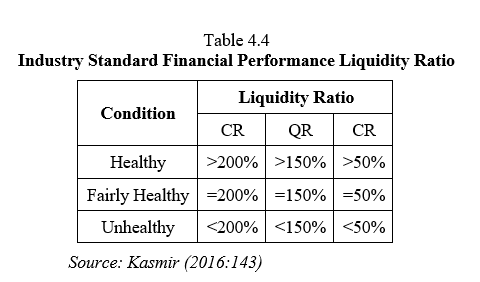 Table 4.4
Industry Standard Financial Performance Liquidity Ratio
Condition
Liquidity Ratio
CR QR CR
Healthy >200% >150% >50%
Fairly Healthy =200% =150% =50%
Unhealthy <200% <150% <50%
Source: Kasmir (2016:143)